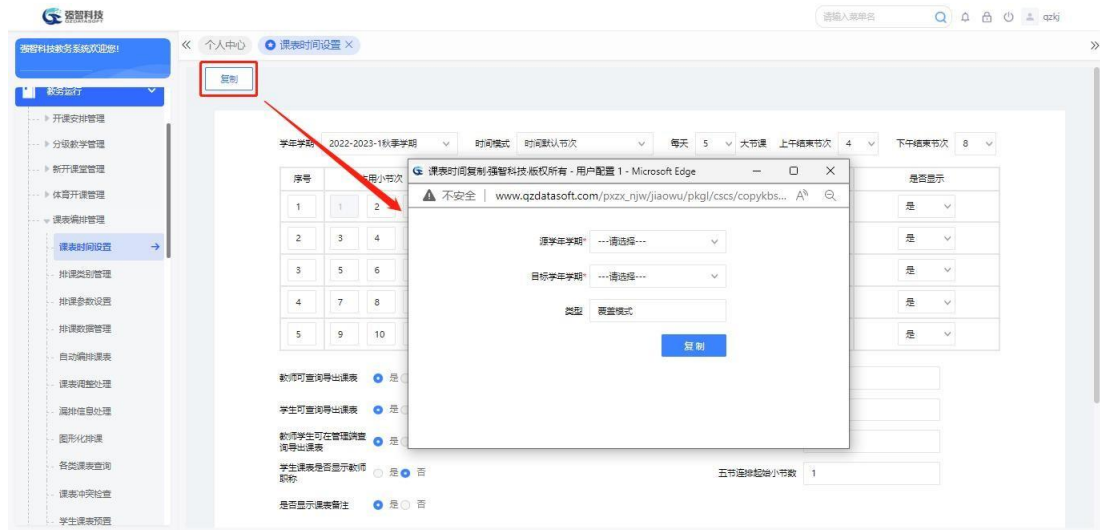 强智科技
QZDATASOFT
请输入菜单名
qzkj
强智科技教务系统欢迎您!
个人中心
课表时间设置
教务运行
复制
开课安排管理
分级教学管理
新开课堂管理
体育开课管理
课表编排管理
课表时间设置
排课类别管理
排课参数设置
排课数据管理
自动编排课表
课表调整处理
漏排信息处理
图形化排课
各类课表查询
课表冲突检查
学生课表预置
学年学期 2022-2023-1秋季学期 时间模式 时间默认节次 每天 5 大节课 上午结束节次 4 下午结束节次 8
序号 占用小节次 是否显示
1 1 2 是
2 3 4 是
3 5 6 是
4 7 8 是
5 9 10 是
课表时间复制-强智科技-版权所有 - 用户配置 1 - Microsoft Edge
不安全 | www.qzdatasoft.com/pxzx_njw/jiaowu/pkgl/cscs/copykbs...
源学年学期* ---请选择---
目标学年学期* ---请选择---
类型 覆盖模式
复制
教师可查询导出课表 是
学生可查询导出课表 是
教师学生可在管理端查询导出课表 是
学生课表是否显示教师职称 是 否 五节连排起始小节数 1
是否显示课表备注 是 否